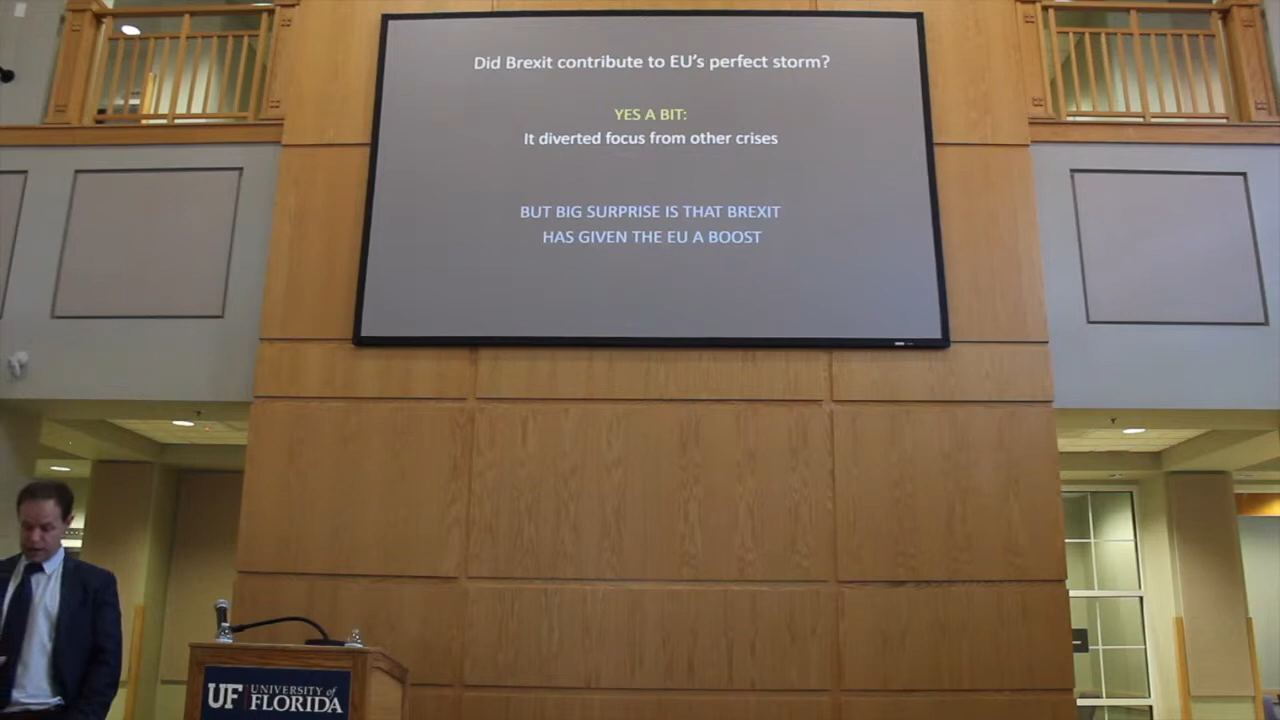 Did Brexit contribute to EU's perfect storm?
YES A BIT:
It diverted focus from other crises
BUT BIG SURPRISE IS THAT BREXIT
HAS GIVEN THE EU A BOOST
UF UNIVERSITY of
FLORIDA